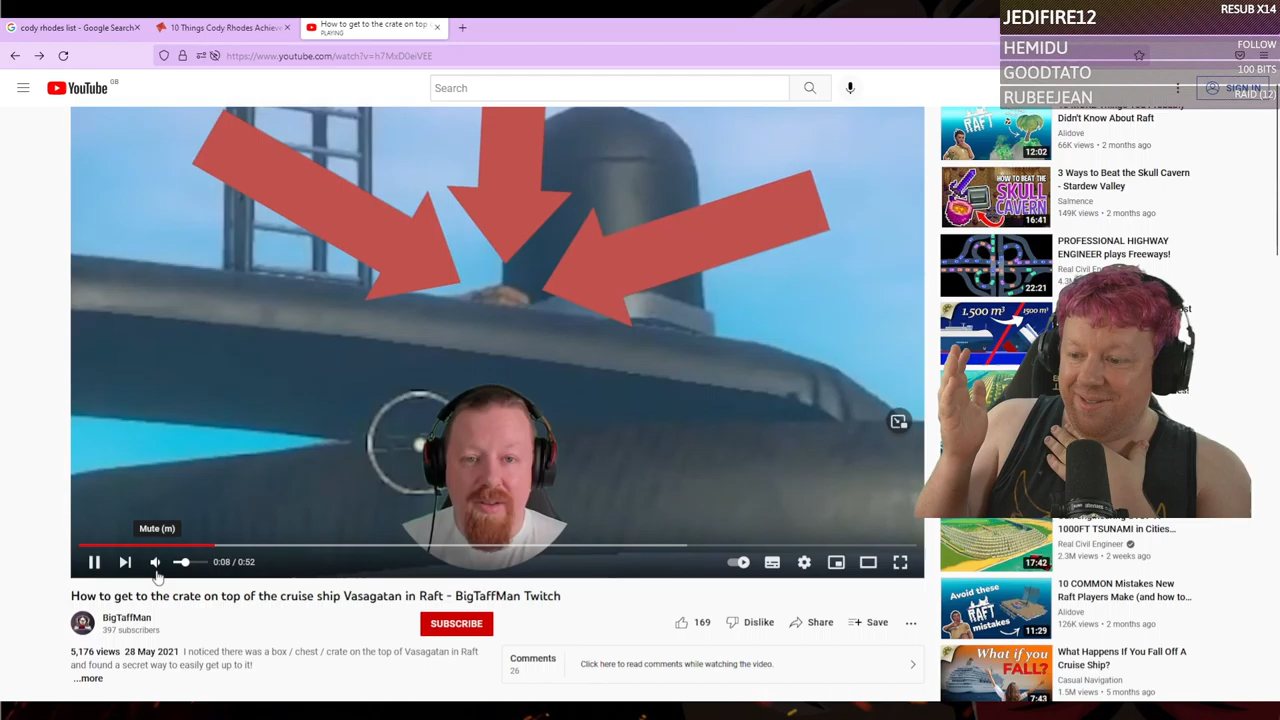 cody rhodes list - Google Search
10 Things Cody Rhodes Achieve
How to get to the crate on top
PLAYING
JEDIFIRE12
RESUB X14
HEMIDU
FOLLOW
GOODTATO
100 BITS
RUBEEJEAN
RAID (12)
https://www.youtube.com/watch?v=h7MxD0eiVEE
YouTube
GB
Search
SIGN IN
Didn't Know About Raft
Alidove
66K views • 2 months ago
RAFT
12:02
3 Ways to Beat the Skull Cavern
- Stardew Valley
Salmence
149K views • 2 months ago
HOW TO BEAT THE
SKULL
CAVERN
16:41
PROFESSIONAL HIGHWAY
ENGINEER plays Freeways!
Real Civil
22:21
1.500 m³
1500 m³
Mute (m)
0:08 / 0:52
1000FT TSUNAMI in Cities...
Real Civil Engineer
2.3M views • 2 weeks ago
17:42
10 COMMON Mistakes New
Raft Players Make (and how to...
Alidove
126K views • 2 months ago
Avoid these
RAFT
mistakes
11:29
What Happens If You Fall Off A
Cruise Ship?
Casual Navigation
1.5M views • 5 months ago
What if you
FALL?
7:43
How to get to the crate on top of the cruise ship Vasagatan in Raft - BigTaffMan Twitch
BigTaffMan
397 subscribers
SUBSCRIBE
169
Dislike
Share
Save
5,176 views 28 May 2021 I noticed there was a box / chest / crate on the top of Vasagatan in Raft
and found a secret way to easily get up to it!
...more
Comments
26
Click here to read comments while watching the video.